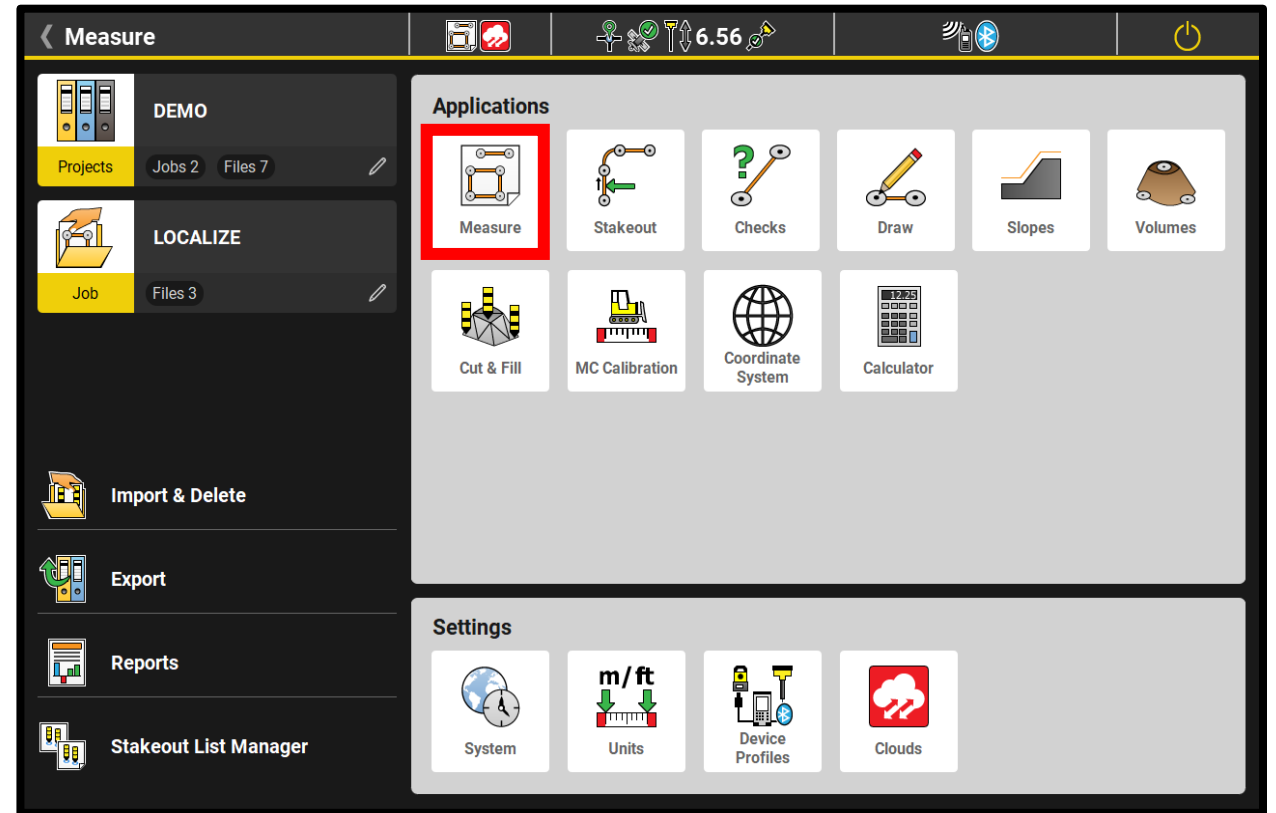 Measure
6.56
DEMO
Projects
Jobs 2
Files 7
LOCALIZE
Job
Files 3
Import & Delete
Export
Reports
Stakeout List Manager
Applications
Measure
Stakeout
?
Checks
Draw
Slopes
Volumes
Cut & Fill
MC Calibration
Coordinate
System
12.25
Calculator
Settings
System
m/ft
Units
Device
Profiles
Clouds